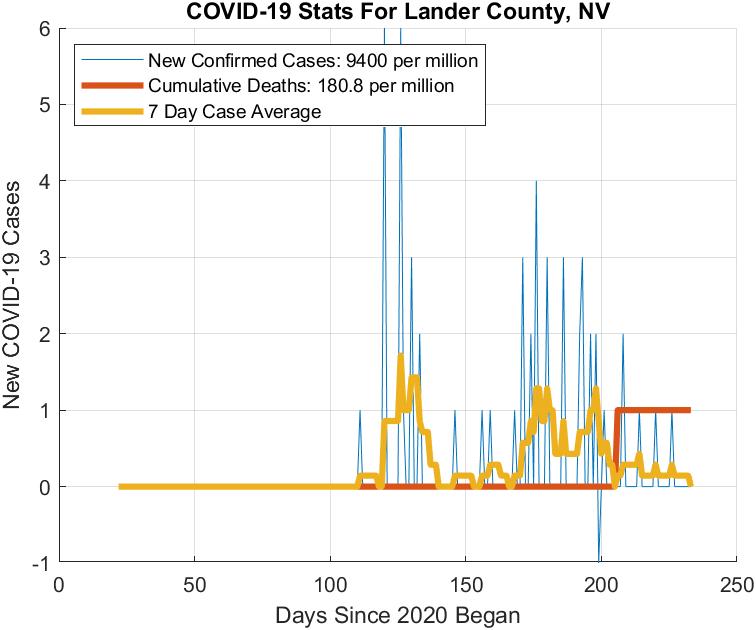 COVID-19 Stats For Lander County, NV
New Confirmed Cases: 9400 per million
Cumulative Deaths: 180.8 per million
7 Day Case Average
New COVID-19 Cases
6
5
4
3
2
1
0
-1
0 50 100 150 200 250
Days Since 2020 Began